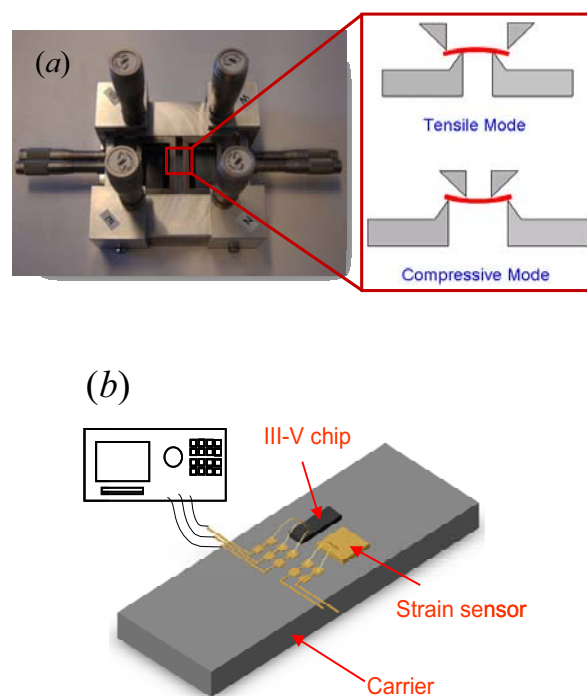 (a)
Tensile Mode
Compressive Mode
(b)
III-V chip
Strain sensor
Carrier